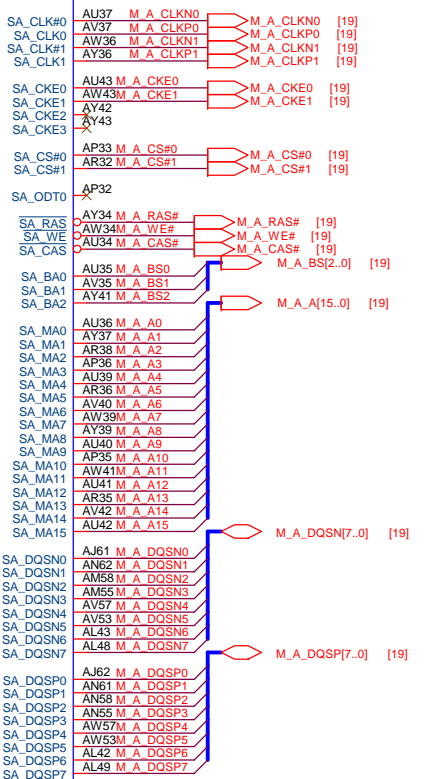 SA_CLK#0 AU37 M_A_CLKN0 M_A_CLKN0 [19]
SA_CLK0 AV37 M_A_CLKP0 M_A_CLKP0 [19]
SA_CLK#1 AW36 M_A_CLKN1 M_A_CLKN1 [19]
SA_CLK1 AY36 M_A_CLKP1 M_A_CLKP1 [19]
SA_CKE0 AU43 M_A_CKE0 M_A_CKE0 [19]
SA_CKE1 AW43 M_A_CKE1 M_A_CKE1 [19]
SA_CKE2 AY42
SA_CKE3 AY43
SA_CS#0 AP33 M_A_CS#0 M_A_CS#0 [19]
SA_CS#1 AR32 M_A_CS#1 M_A_CS#1 [19]
SA_ODT0 AP32
SA_RAS AY34 M_A_RAS# M_A_RAS# [19]
SA_WE AW34 M_A_WE# M_A_WE# [19]
SA_CAS AU34 M_A_CAS# M_A_CAS# [19]
M_A_BS[2..0] [19]
SA_BA0 AU35 M_A_BS0
SA_BA1 AV35 M_A_BS1
SA_BA2 AY41 M_A_BS2
M_A_A[15..0] [19]
SA_MA0 AU36 M_A_A0
SA_MA1 AY37 M_A_A1
SA_MA2 AR38 M_A_A2
SA_MA3 AP36 M_A_A3
SA_MA4 AU39 M_A_A4
SA_MA5 AR36 M_A_A5
SA_MA6 AV40 M_A_A6
SA_MA7 AW39 M_A_A7
SA_MA8 AY39 M_A_A8
SA_MA9 AU40 M_A_A9
SA_MA10 AP35 M_A_A10
SA_MA11 AW41 M_A_A11
SA_MA12 AU41 M_A_A12
SA_MA13 AR35 M_A_A13
SA_MA14 AV42 M_A_A14
SA_MA15 AU42 M_A_A15
M_A_DQSN[7..0] [19]
SA_DQSN0 AJ61 M_A_DQSN0
SA_DQSN1 AN62 M_A_DQSN1
SA_DQSN2 AM58 M_A_DQSN2
SA_DQSN3 AM55 M_A_DQSN3
SA_DQSN4 AV57 M_A_DQSN4
SA_DQSN5 AV53 M_A_DQSN5
SA_DQSN6 AL43 M_A_DQSN6
SA_DQSN7 AL48 M_A_DQSN7
M_A_DQSP[7..0] [19]
SA_DQSP0 AJ62 M_A_DQSP0
SA_DQSP1 AN61 M_A_DQSP1
SA_DQSP2 AN58 M_A_DQSP2
SA_DQSP3 AN55 M_A_DQSP3
SA_DQSP4 AW57 M_A_DQSP4
SA_DQSP5 AW53 M_A_DQSP5
SA_DQSP6 AL42 M_A_DQSP6
SA_DQSP7 AL49 M_A_DQSP7